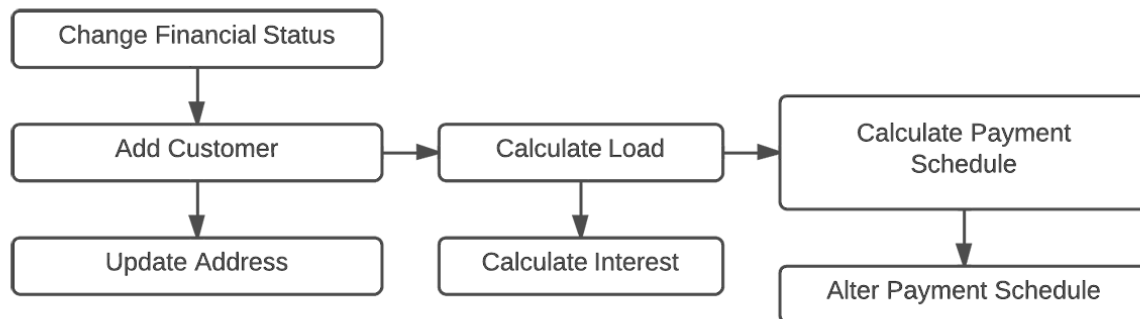 Change Financial Status
Add Customer
Calculate Load
Calculate Payment
Schedule
Update Address
Calculate Interest
Alter Payment Schedule